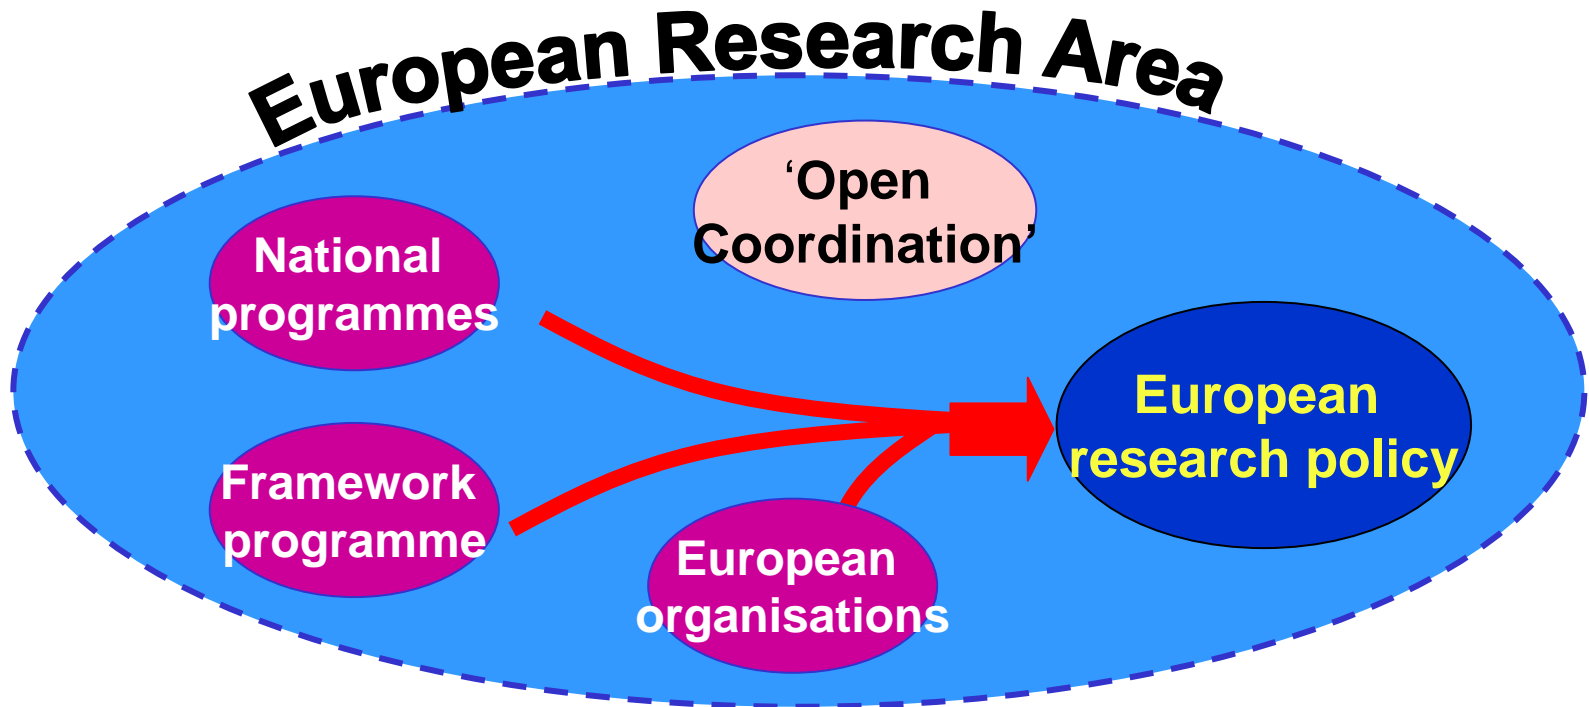 European Research Area
‘Open
Coordination’
National
programmes
European
research policy
Framework
programme
European
organisations